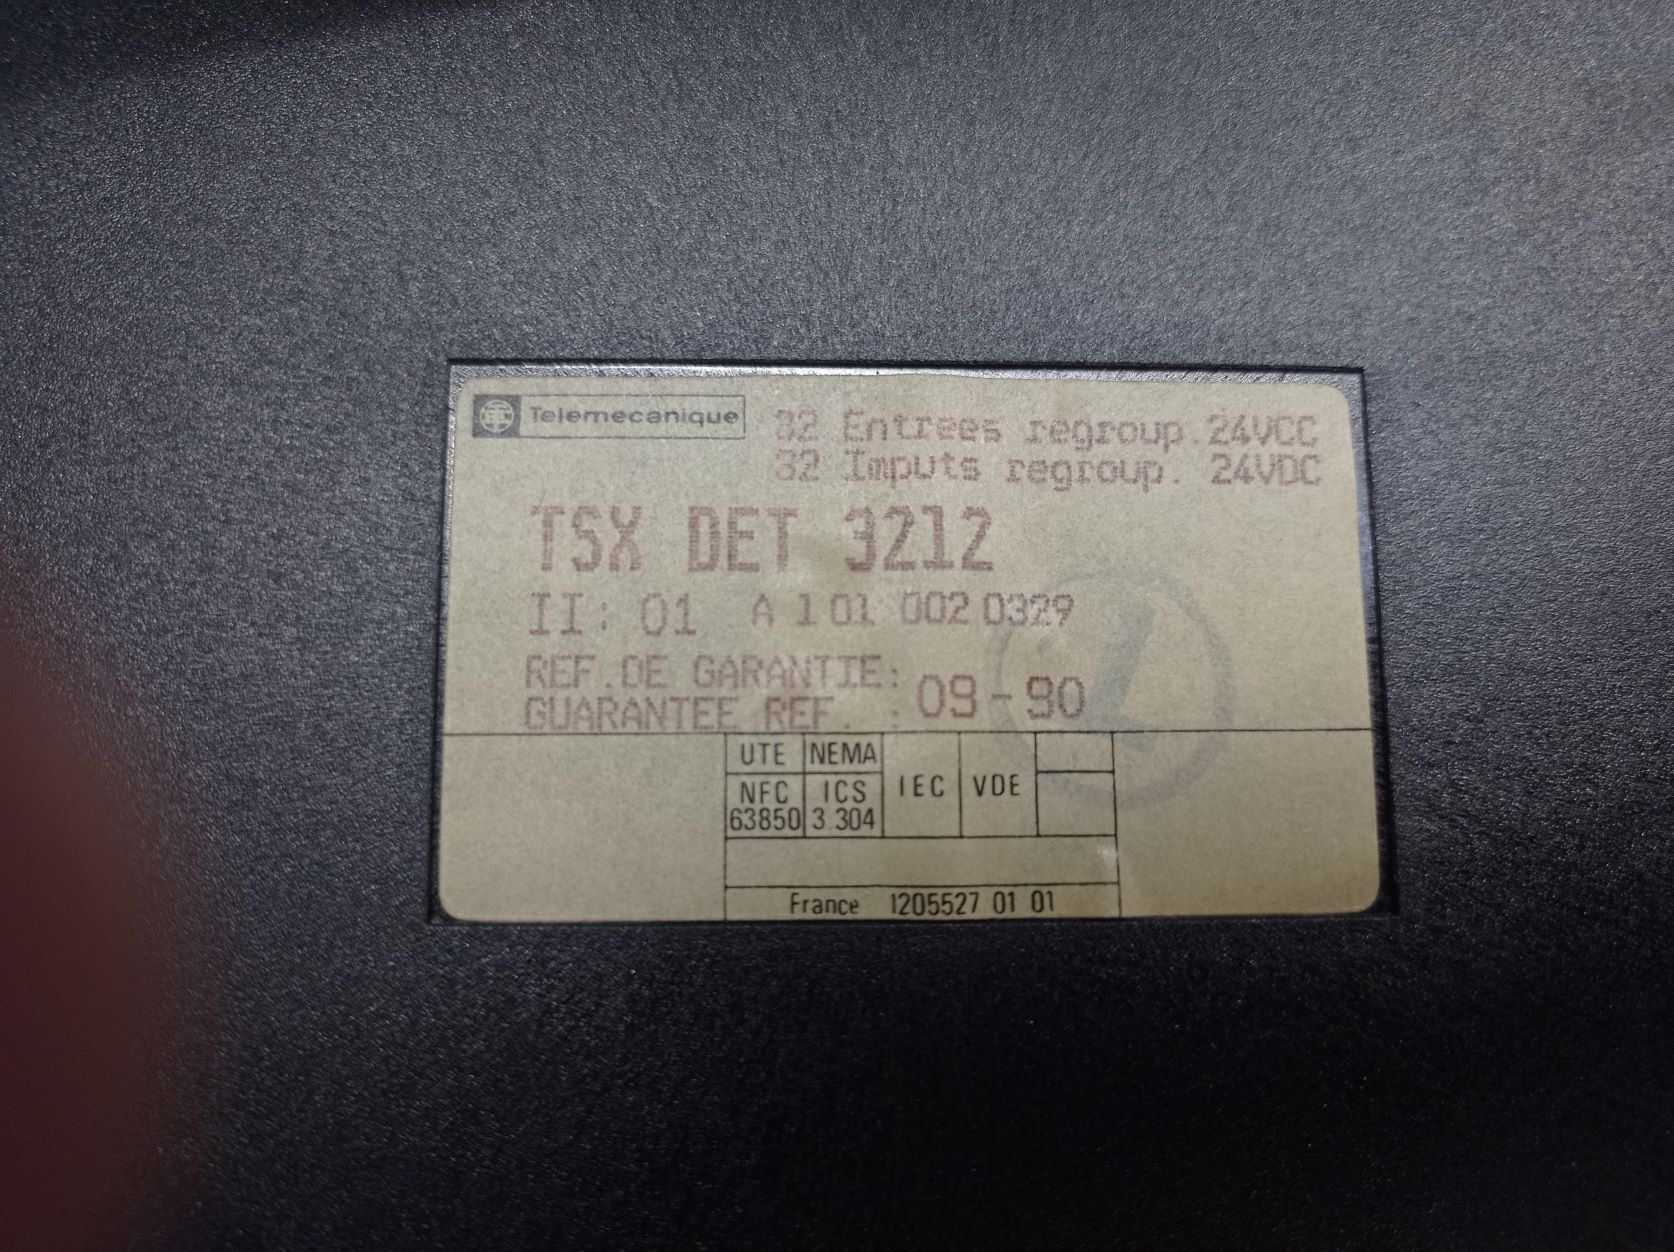 Telemecanique
32 Entrees regroup. 24VCC
32 Imputs regroup. 24VDC
TSX DET 3212
II: 01 A 1 01 002 0329
REF.DE GARANTIE:
GUARANTEE REF. : 09-90
UTE NEMA
NFC ICS IEC VDE
63850 3.304
France 1205527 01 01